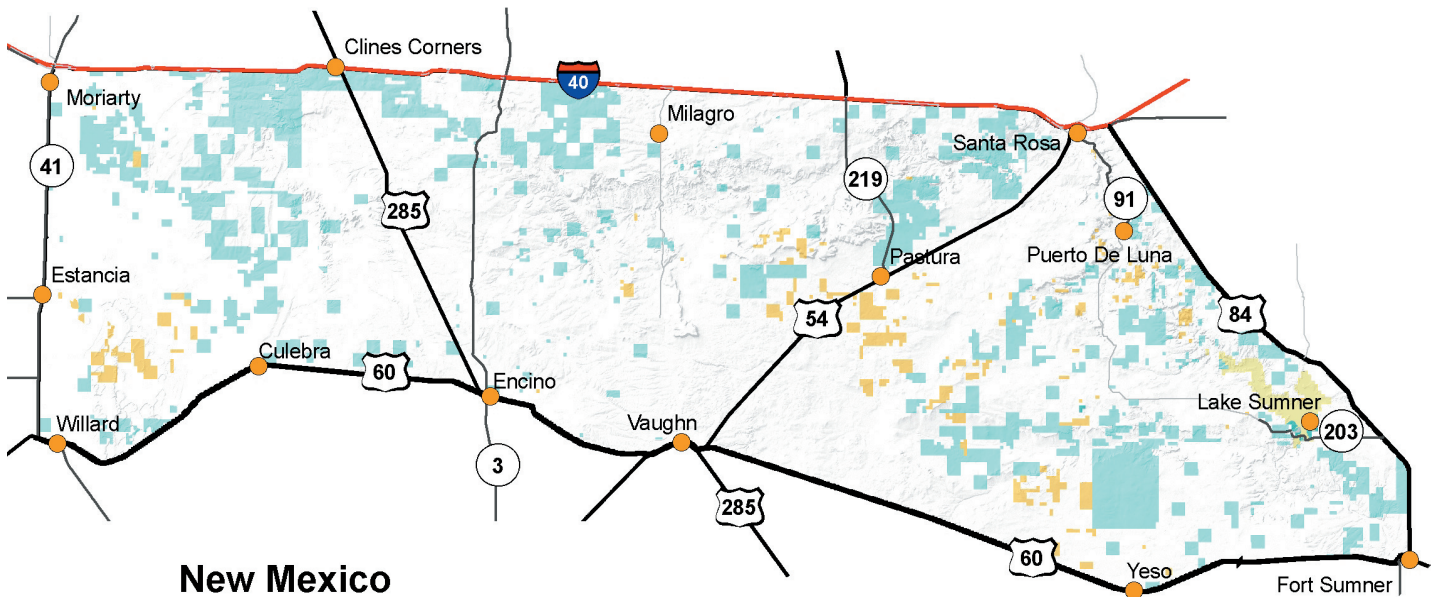 Clines Corners
40
Moriarty
Milagro
Santa Rosa
41
219
285
91
Puerto De Luna
Pastura
Estancia
54
84
Culebra
60
Encino
Lake Sumner
Willard
Vaughn
203
3
285
60
New Mexico
Yeso
Fort Sumner